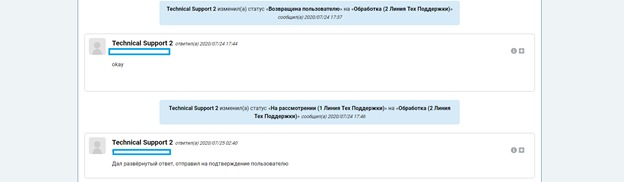 Technical Support 2 изменил(а) статус «Возвращена пользователю» на «Обработка (2 Линия Тех Поддержки)»
сообщил(а) 2020/07/24 17:37
Technical Support 2 ответил(а) 2020/07/24 17:44
okay
Technical Support 2 изменил(а) статус «На рассмотрении (1 Линия Тех Поддержки)» на «Обработка (2 Линия
Тех Поддержки)» сообщил(а) 2020/07/24 17:46
Technical Support 2 ответил(а) 2020/07/25 02:40
Дал развёрнутый ответ, отправил на подтверждение пользователю